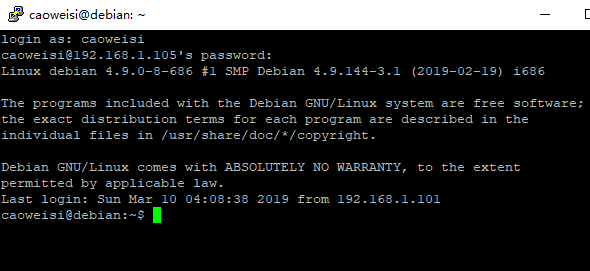 caoweisi@debian: ~
login as: caoweisi
caoweisi@192.168.1.105's password:
Linux debian 4.9.0-8-686 #1 SMP Debian 4.9.144-3.1 (2019-02-19) i686

The programs included with the Debian GNU/Linux system are free software;
the exact distribution terms for each program are described in the
individual files in /usr/share/doc/*/copyright.

Debian GNU/Linux comes with ABSOLUTELY NO WARRANTY, to the extent
permitted by applicable law.
Last login: Sun Mar 10 04:08:38 2019 from 192.168.1.101
caoweisi@debian:~$